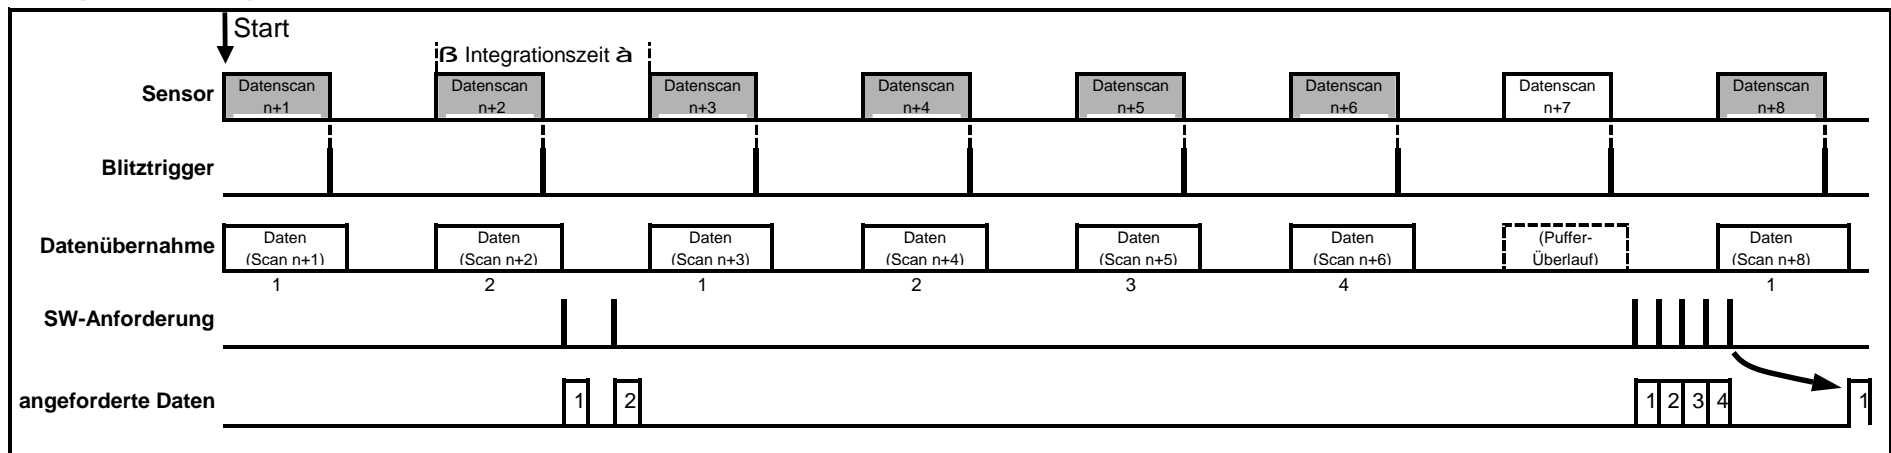 Start
ß Integrationszeit à
Sensor
Datenscan
n+1
Datenscan
n+2
Datenscan
n+3
Datenscan
n+4
Datenscan
n+5
Datenscan
n+6
Datenscan
n+7
Datenscan
n+8
Blitztrigger
Datenübernahme
Daten
(Scan n+1)
Daten
(Scan n+2)
Daten
(Scan n+3)
Daten
(Scan n+4)
Daten
(Scan n+5)
Daten
(Scan n+6)
(Puffer-
Überlauf)
Daten
(Scan n+8)
1 2 1 2 3 4 1
SW-Anforderung
angeforderte Daten
1 2 1 2 3 4 1